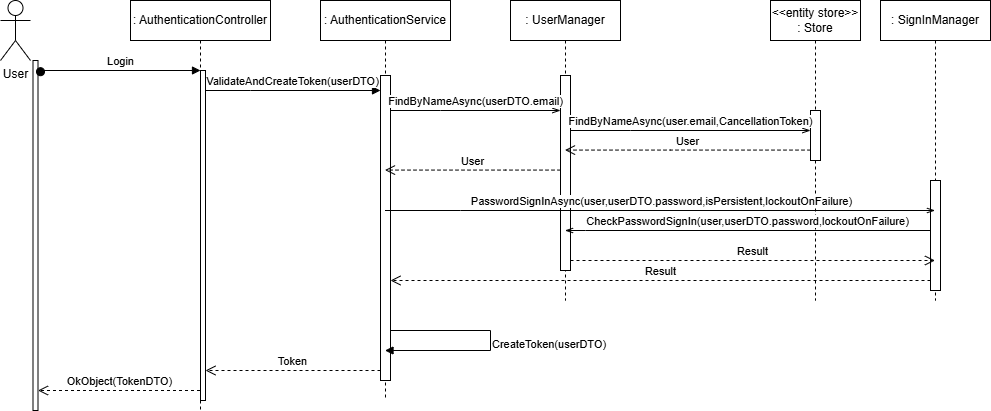 : AuthenticationController
: AuthenticationService
: UserManager
<<entity store>>
: Store
: SignInManager
User
Login
ValidateAndCreateToken(userDTO)
FindByNameAsync(userDTO.email)
FindByNameAsync(user.email,CancellationToken)
User
User
PasswordSignInAsync(user,userDTO.password,isPersistent,lockoutOnFailure)
CheckPasswordSignIn(user,userDTO.password,lockoutOnFailure)
Result
Result
CreateToken(userDTO)
Token
OkObject(TokenDTO)